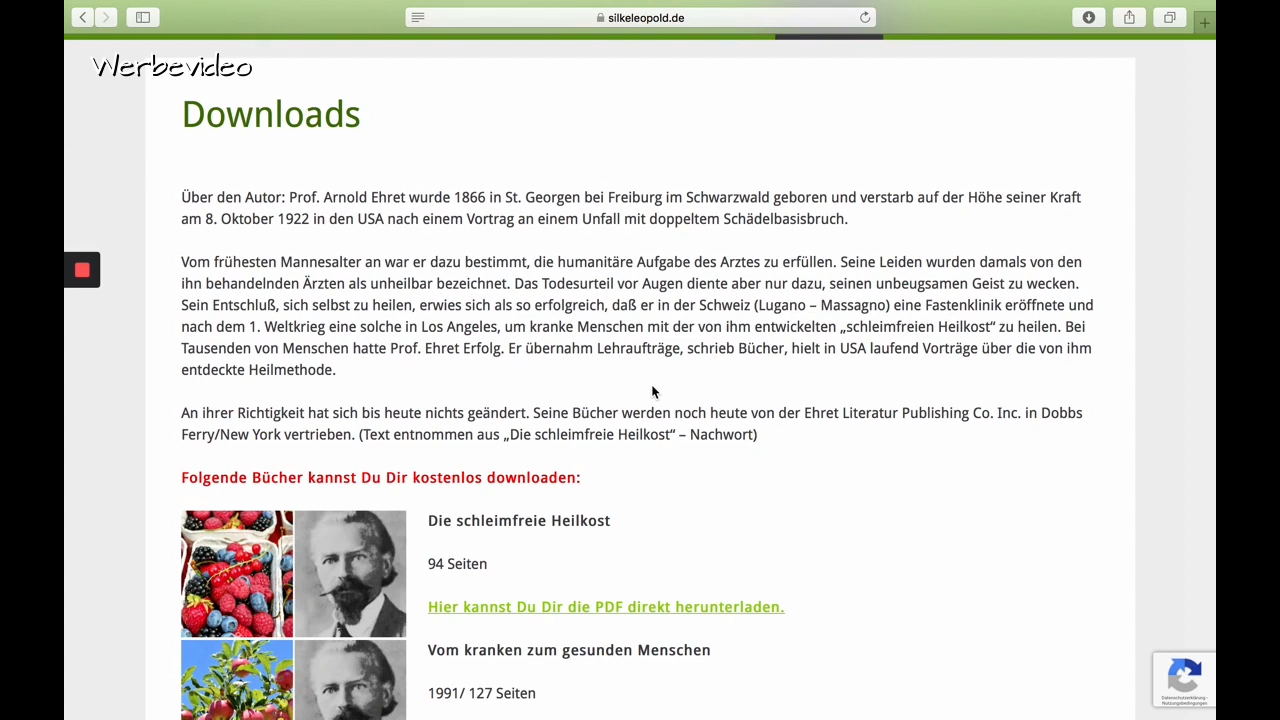 silkeleopold.de
Werbevideo
Downloads
Über den Autor: Prof. Arnold Ehret wurde 1866 in St. Georgen bei Freiburg im Schwarzwald geboren und verstarb auf der Höhe seiner Kraft
am 8. Oktober 1922 in den USA nach einem Vortrag an einem Unfall mit doppeltem Schädelbasisbruch.
Vom frühesten Mannesalter an war er dazu bestimmt, die humanitäre Aufgabe des Arztes zu erfüllen. Seine Leiden wurden damals von den
ihn behandelnden Ärzten als unheilbar bezeichnet. Das Todesurteil vor Augen diente aber nur dazu, seinen unbeugsamen Geist zu wecken.
Sein Entschluß, sich selbst zu heilen, erwies sich als so erfolgreich, daß er in der Schweiz (Lugano – Massagno) eine Fastenklinik eröffnete und
nach dem 1. Weltkrieg eine solche in Los Angeles, um kranke Menschen mit der von ihm entwickelten „schleimfreien Heilkost“ zu heilen. Bei
Tausenden von Menschen hatte Prof. Ehret Erfolg. Er übernahm Lehraufträge, schrieb Bücher, hielt in USA laufend Vorträge über die von ihm
entdeckte Heilmethode.
An ihrer Richtigkeit hat sich bis heute nichts geändert. Seine Bücher werden noch heute von der Ehret Literatur Publishing Co. Inc. in Dobbs
Ferry/New York vertrieben. (Text entnommen aus „Die schleimfreie Heilkost“ – Nachwort)
Folgende Bücher kannst Du Dir kostenlos downloaden:
Die schleimfreie Heilkost
94 Seiten
Hier kannst Du Dir die PDF direkt herunterladen.
Vom kranken zum gesunden Menschen
1991/ 127 Seiten
Datenschutzerklärung -
Nutzungsbedingungen